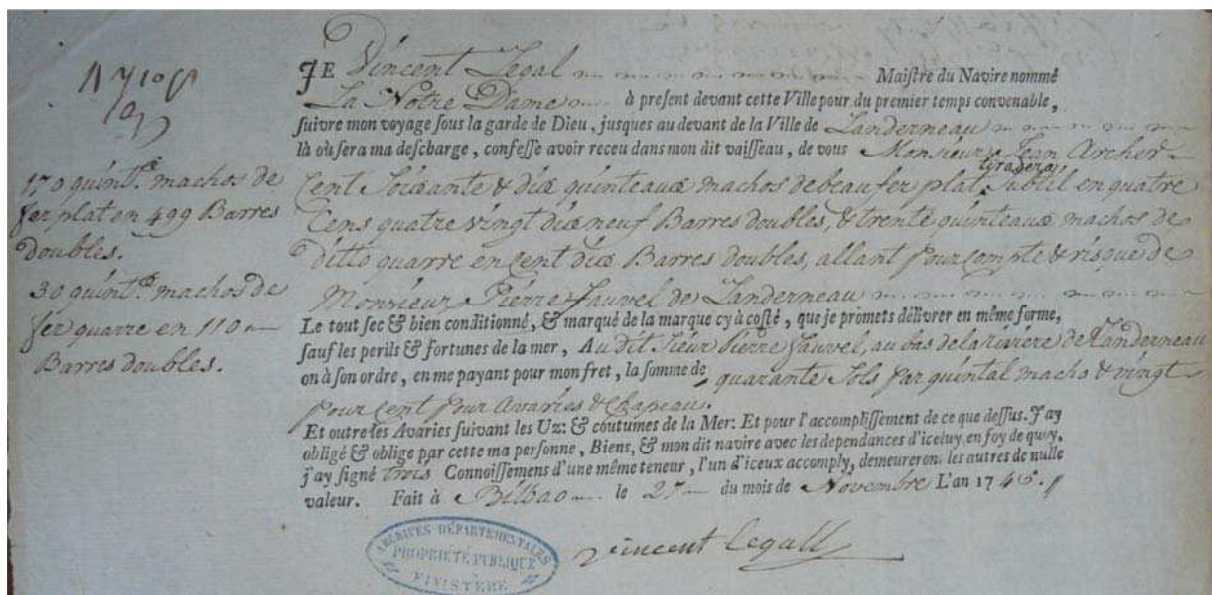 170 quint.x machos de
fer plat en 499 Barres
doubles.
30 quint.x machos de
fer quarre en 110
Barres doubles.
JE Vincent Legal Maiſtre du Navire nommé
La Notre Dame à preſent devant cette Ville pour du premier temps convenable,
ſuivre mon voyage ſous la garde de Dieu, juſques au devant de la Ville de Landerneau
là où ſera ma deſcharge, confeſſe avoir receu dans mon dit vaiſſeau, de vous Monsieur Jean Archer
Cent Soixante & dix quinteaux machos de beau fer plat Subtil en quatre
Cens quatre vingt dix neuf Barres doubles, & trente quinteaux machos de
ditto quarre en Cent dix Barres doubles, allant pour Compte & risque de
Monsieur Pierre Fauvel de Landerneau
Le tout ſec & bien conditionné, & marqué de la marque cy à coſté, que je promets délivrer en même forme,
ſauf les perils & fortunes de la mer, Au dit Sieur Pierre Fauvel, au bas de la riviere de Landerneau
on à ſon ordre, en me payant pour mon fret, la ſomme de quarante Sols par quintal macho & vingt
pour Cent pour Avaries & Chapeau.
Et outre les Avaries ſuivant les Uz: & coutumes de la Mer: Et pour l'accompliſſement de ce que deſſus. J'ay
obligé & oblige par cette ma perſonne, Biens, & mon dit navire avec les dependances d'iceluy, en foy de quoy,
j'ay ſigné trois Connoiſſemens d'une même teneur, l'un d'iceux accomply, demeureront les autres de nulle
valeur. Fait à Bilbao le 27 du mois de Novembre L'an 1746.
Vincent Legall
ARCHIVES DÉPARTEMENTALES
PROPRIÉTÉ PUBLIQUE
FINISTÈRE